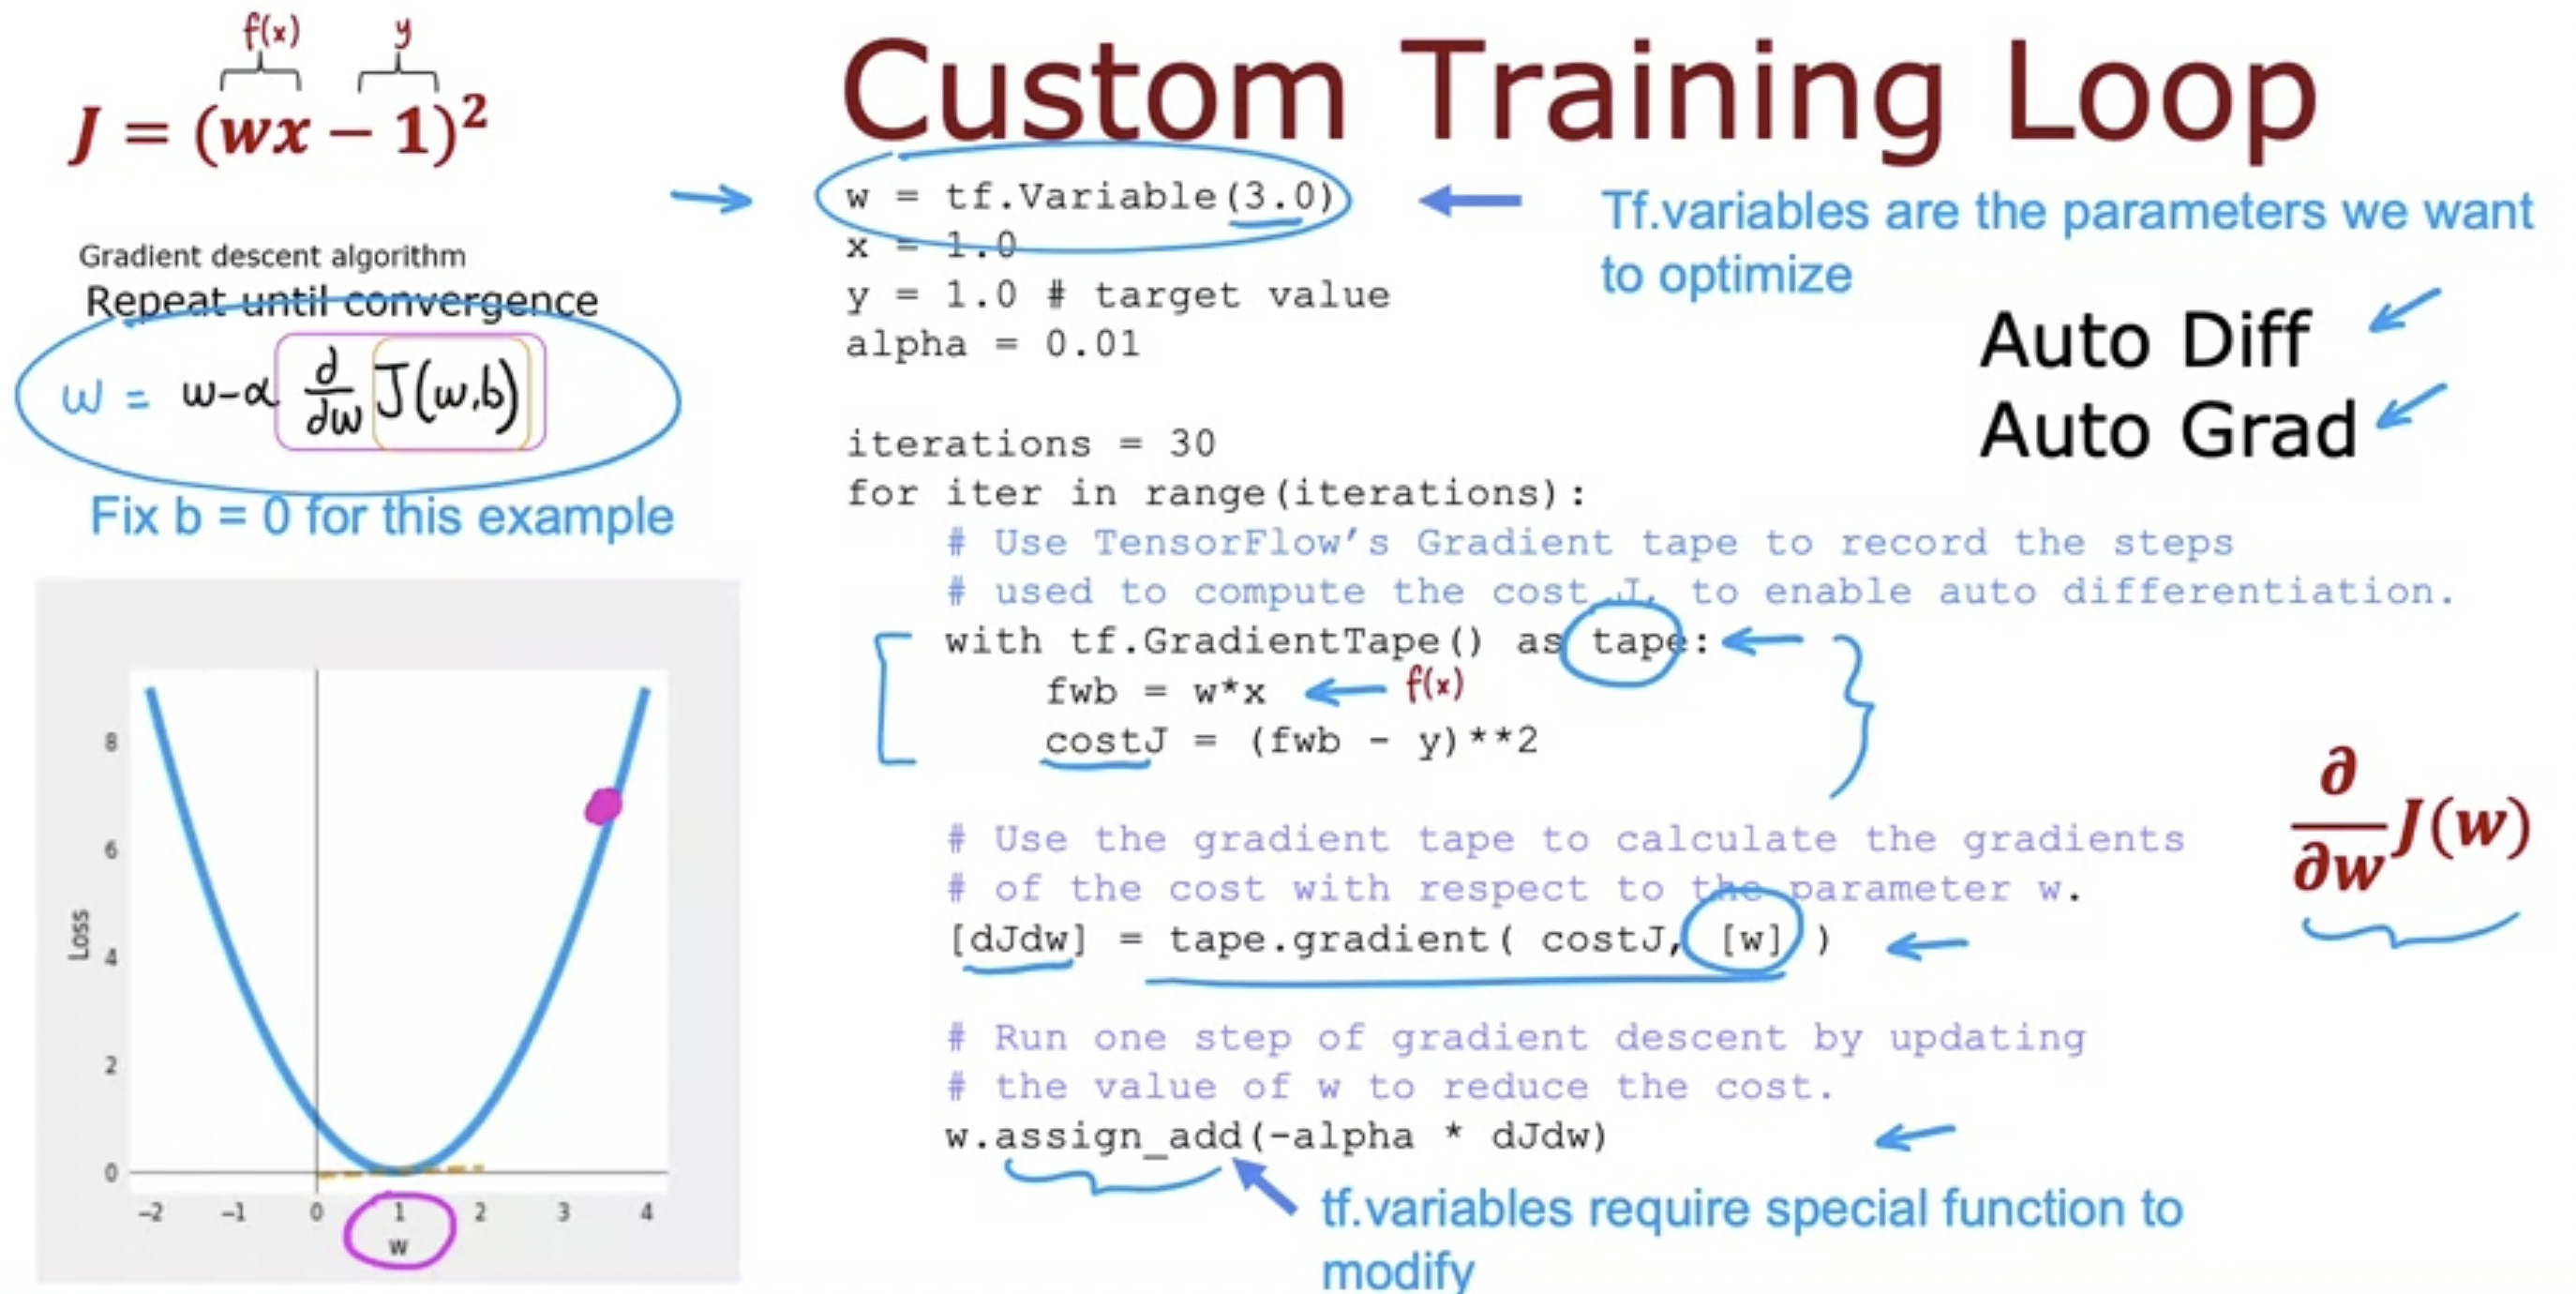 f(x) y
J = (wx − 1)²
Gradient descent algorithm
Repeat until convergence
w = w-α ∂/∂w J(w,b)
Fix b = 0 for this example
Loss
8
6
4
2
0
−2 −1 0 1 2 3 4
w
Custom Training Loop
w = tf.Variable(3.0)
x = 1.0
y = 1.0 # target value
alpha = 0.01
Tf.variables are the parameters we want
to optimize
Auto Diff
Auto Grad
iterations = 30
for iter in range(iterations):
# Use TensorFlow’s Gradient tape to record the steps
# used to compute the cost J, to enable auto differentiation.
with tf.GradientTape() as tape:
fwb = w*x f(x)
costJ = (fwb - y)**2
# Use the gradient tape to calculate the gradients
# of the cost with respect to the parameter w.
[dJdw] = tape.gradient( costJ, [w] )
∂/∂w J(w)
# Run one step of gradient descent by updating
# the value of w to reduce the cost.
w.assign_add(-alpha * dJdw)
tf.variables require special function to
modify